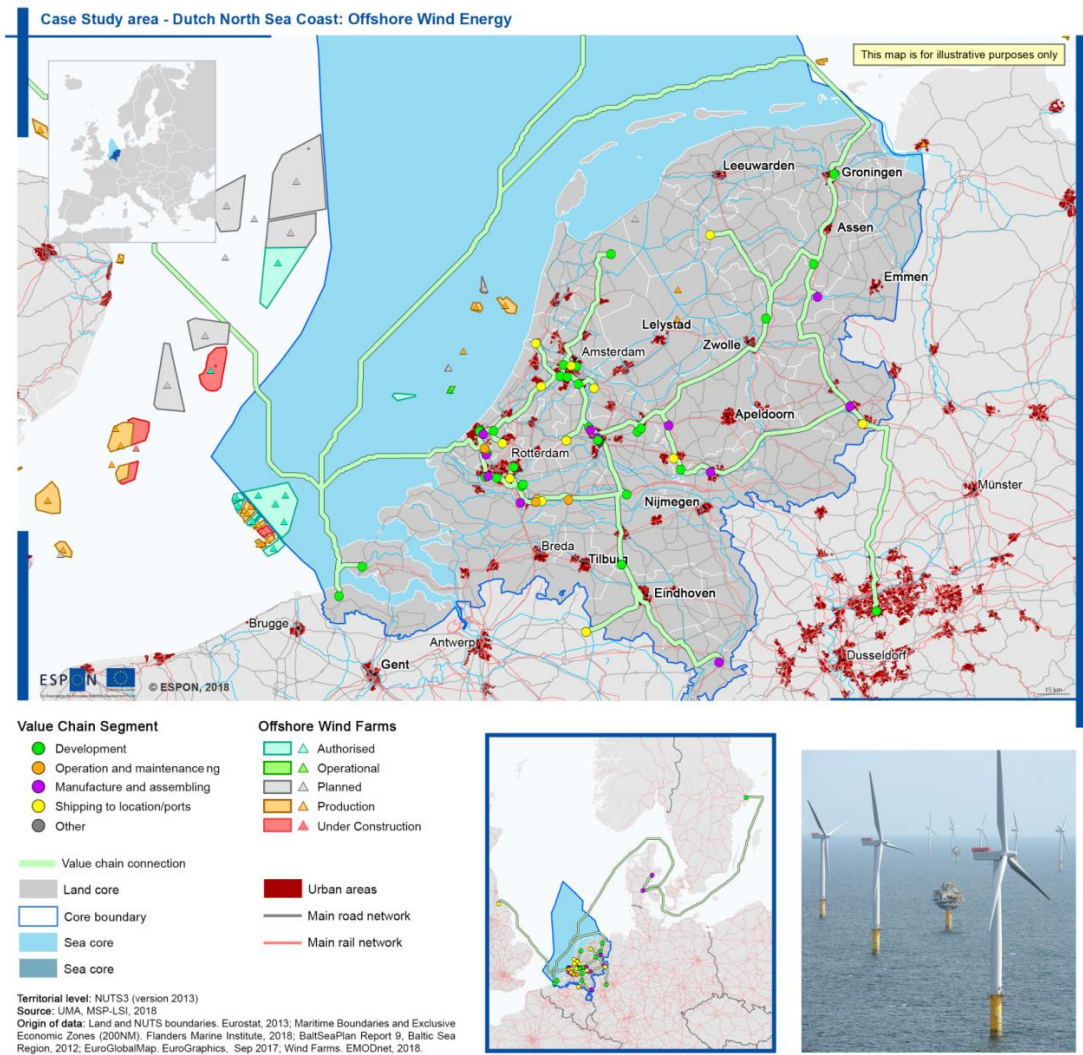 Case Study area - Dutch North Sea Coast: Offshore Wind Energy
This map is for illustrative purposes only
Leeuwarden
Groningen
Assen
Emmen
Lelystad
Zwolle
Amsterdam
Apeldoorn
Rotterdam
Nijmegen
Münster
Breda
Tilburg
Eindhoven
Brugge
Antwerp
Gent
Dusseldorf
ESPON
© ESPON, 2018
15 km
Value Chain Segment
Development
Operation and maintenance ng
Manufacture and assembling
Shipping to location/ports
Other
Offshore Wind Farms
Authorised
Operational
Planned
Production
Under Construction
Value chain connection
Land core
Core boundary
Sea core
Sea core
Urban areas
Main road network
Main rail network
Territorial level: NUTS3 (version 2013)
Source: UMA, MSP-LSI, 2018
Origin of data: Land and NUTS boundaries. Eurostat, 2013; Maritime Boundaries and Exclusive
Economic Zones (200NM). Flanders Marine Institute, 2018; BaltSeaPlan Report 9, Baltic Sea
Region, 2012; EuroGlobalMap. EuroGraphics, Sep 2017; Wind Farms. EMODnet, 2018.